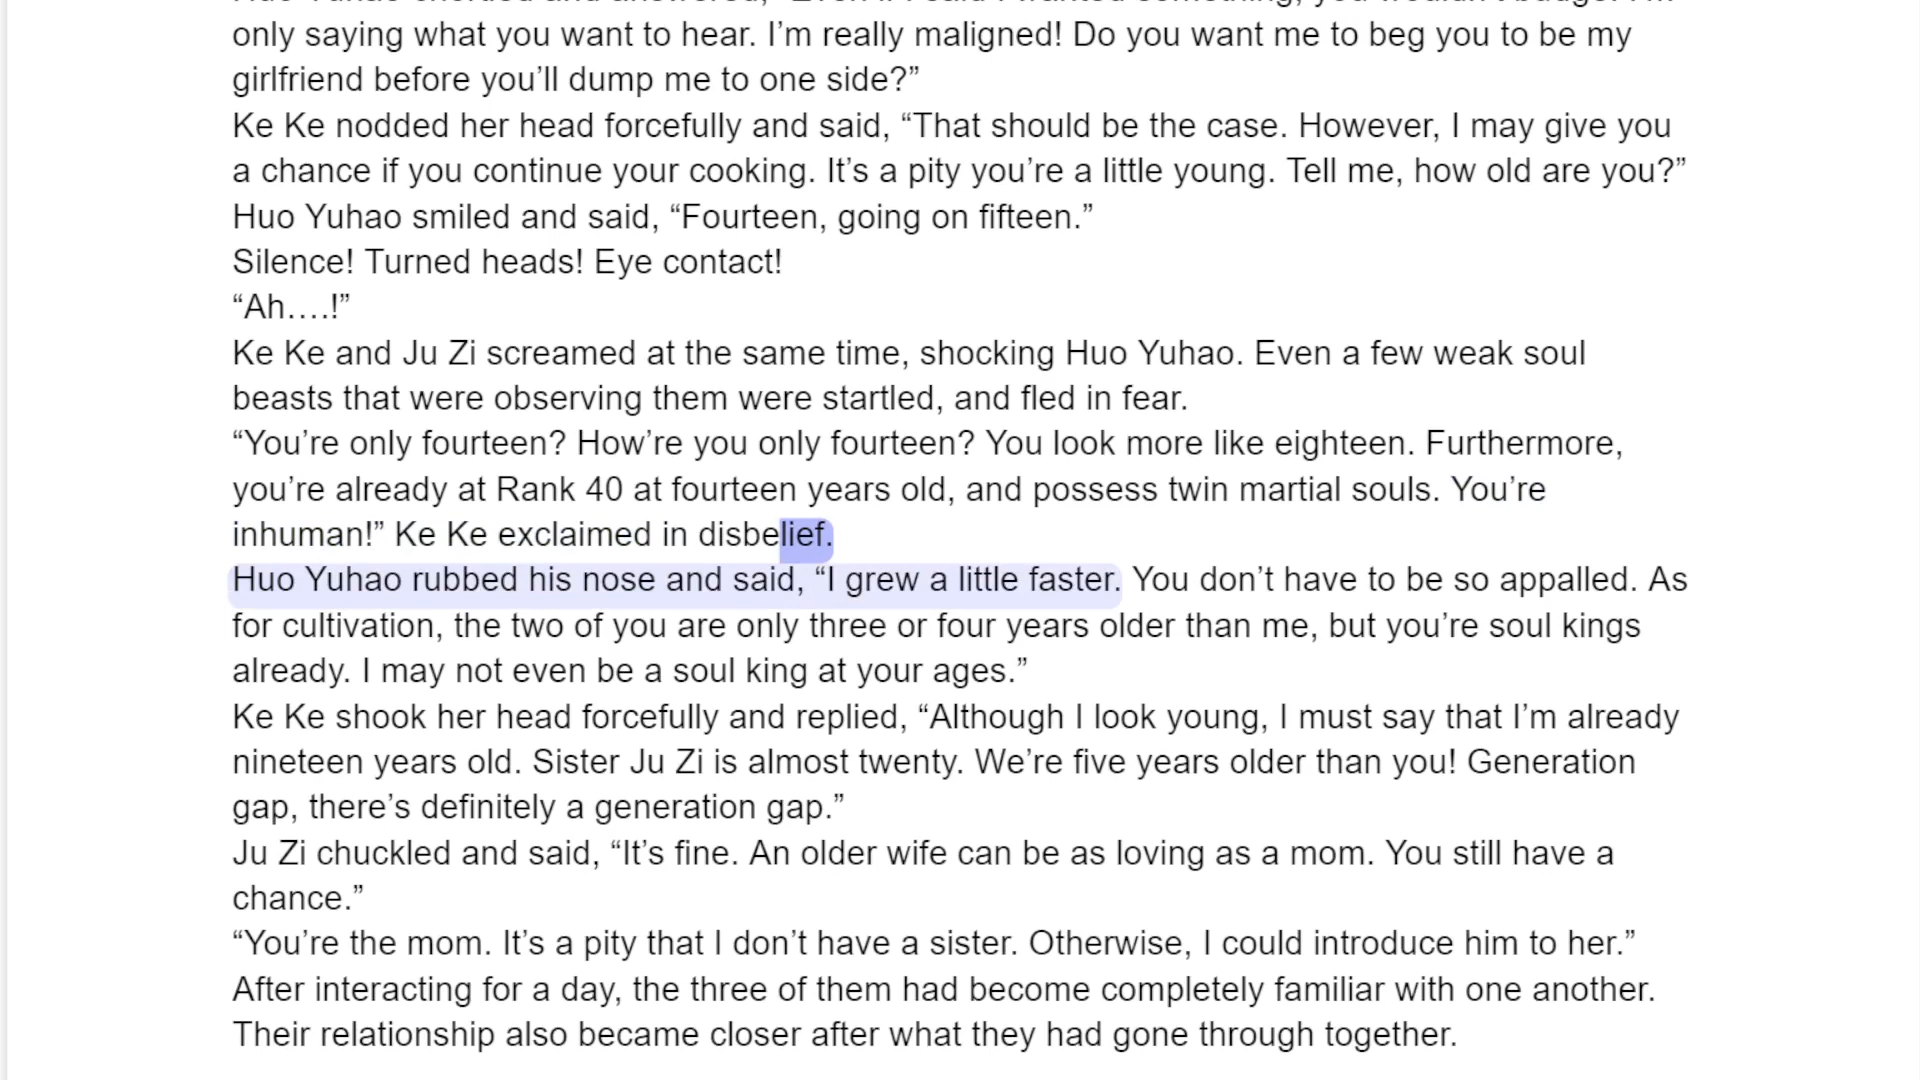 only saying what you want to hear. I’m really maligned! Do you want me to beg you to be my
girlfriend before you’ll dump me to one side?”
Ke Ke nodded her head forcefully and said, “That should be the case. However, I may give you
a chance if you continue your cooking. It’s a pity you’re a little young. Tell me, how old are you?”
Huo Yuhao smiled and said, “Fourteen, going on fifteen.”
Silence! Turned heads! Eye contact!
“Ah….!”
Ke Ke and Ju Zi screamed at the same time, shocking Huo Yuhao. Even a few weak soul
beasts that were observing them were startled, and fled in fear.
“You’re only fourteen? How’re you only fourteen? You look more like eighteen. Furthermore,
you’re already at Rank 40 at fourteen years old, and possess twin martial souls. You’re
inhuman!” Ke Ke exclaimed in disbelief.
Huo Yuhao rubbed his nose and said, “I grew a little faster. You don’t have to be so appalled. As
for cultivation, the two of you are only three or four years older than me, but you’re soul kings
already. I may not even be a soul king at your ages.”
Ke Ke shook her head forcefully and replied, “Although I look young, I must say that I’m already
nineteen years old. Sister Ju Zi is almost twenty. We’re five years older than you! Generation
gap, there’s definitely a generation gap.”
Ju Zi chuckled and said, “It’s fine. An older wife can be as loving as a mom. You still have a
chance.”
“You’re the mom. It’s a pity that I don’t have a sister. Otherwise, I could introduce him to her.”
After interacting for a day, the three of them had become completely familiar with one another.
Their relationship also became closer after what they had gone through together.